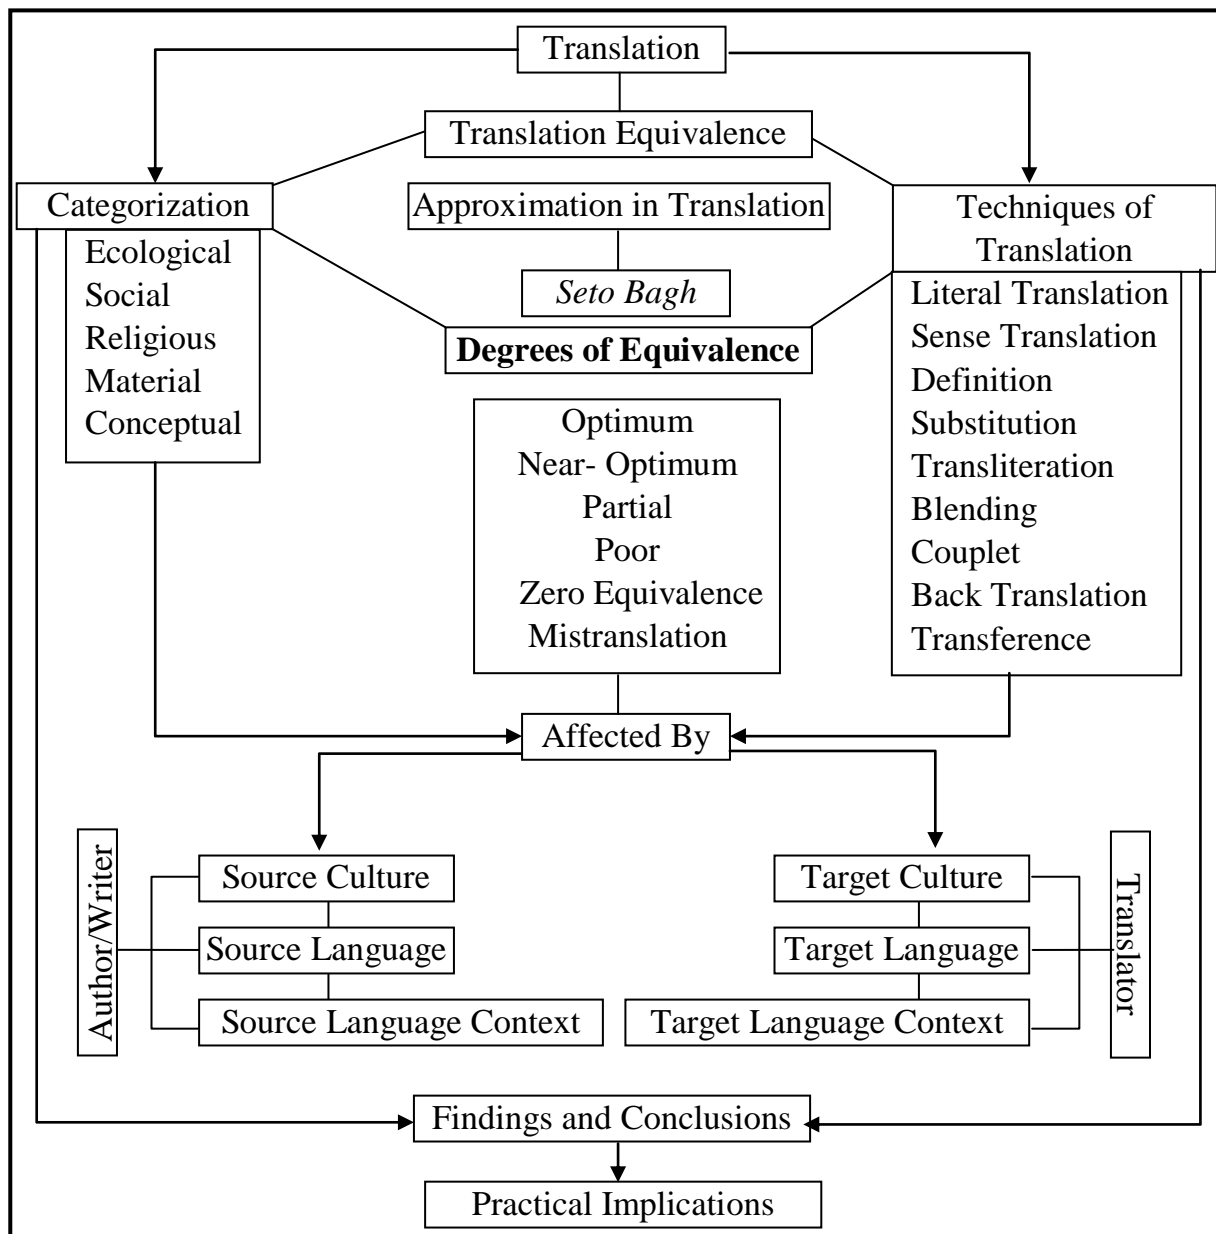 Translation
Translation Equivalence
Categorization
Approximation in Translation
Techniques of
Translation
Ecological
Social
Religious
Material
Conceptual
Seto Bagh
Degrees of Equivalence
Literal Translation
Sense Translation
Definition
Substitution
Transliteration
Blending
Couplet
Back Translation
Transference
Optimum
Near- Optimum
Partial
Poor
Zero Equivalence
Mistranslation
Affected By
Author/Writer
Source Culture
Source Language
Source Language Context
Target Culture
Target Language
Target Language Context
Translator
Findings and Conclusions
Practical Implications